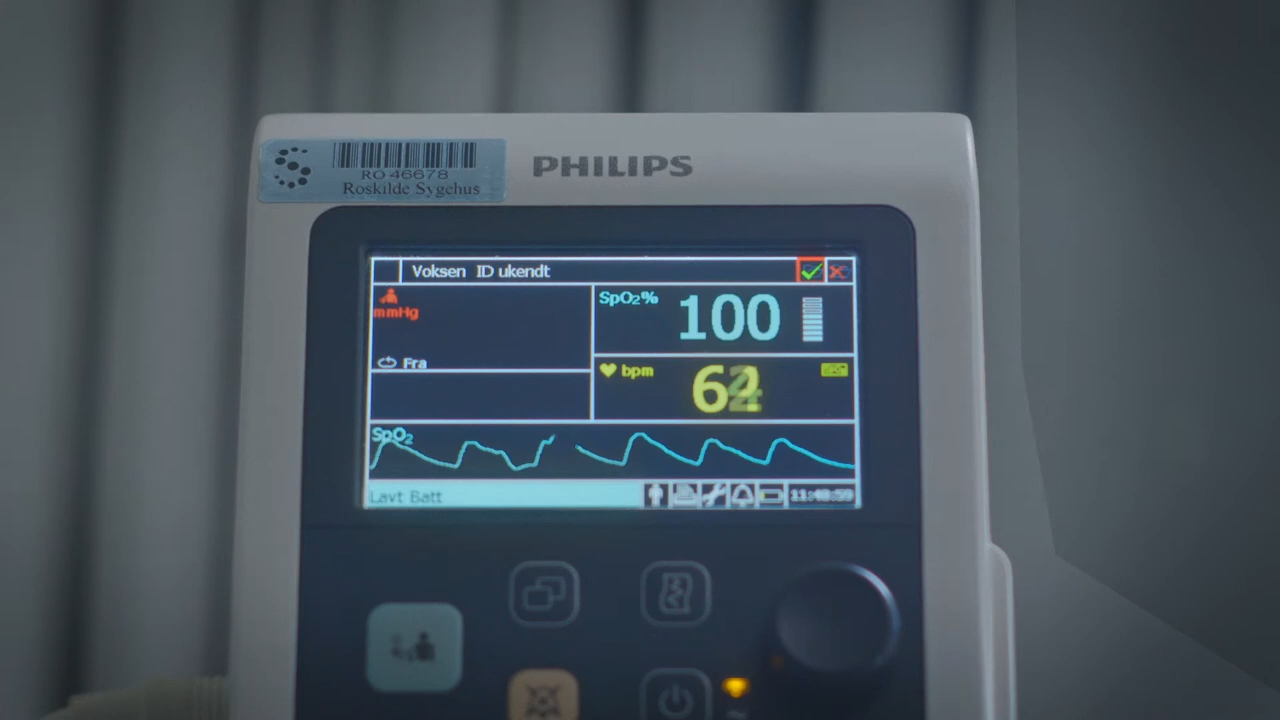 PHILIPS
RO 46678
Roskilde Sygehus
Voksen ID ukendt
mmHg
SpO₂% 100
Fra
bpm
SpO₂
Lavt Batt